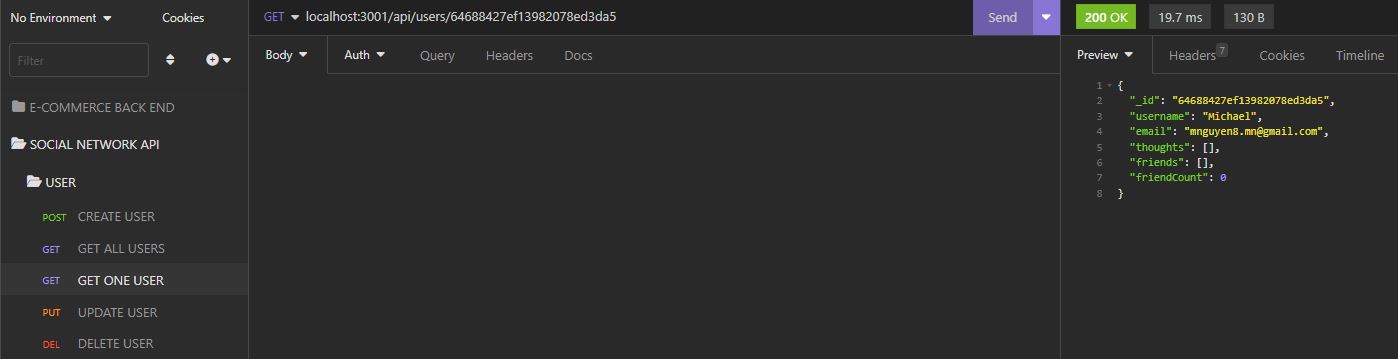 No Environment Cookies
GET localhost:3001/api/users/64688427ef13982078ed3da5 Send
200 OK 19.7 ms 130 B
Filter
Body Auth Query Headers Docs
Preview Headers 7 Cookies Timeline
E-COMMERCE BACK END
SOCIAL NETWORK API
USER
POST CREATE USER
GET GET ALL USERS
GET GET ONE USER
PUT UPDATE USER
DEL DELETE USER
1 {
2 "_id": "64688427ef13982078ed3da5",
3 "username": "Michael",
4 "email": "mnguyen8.mn@gmail.com",
5 "thoughts": [],
6 "friends": [],
7 "friendCount": 0
8 }